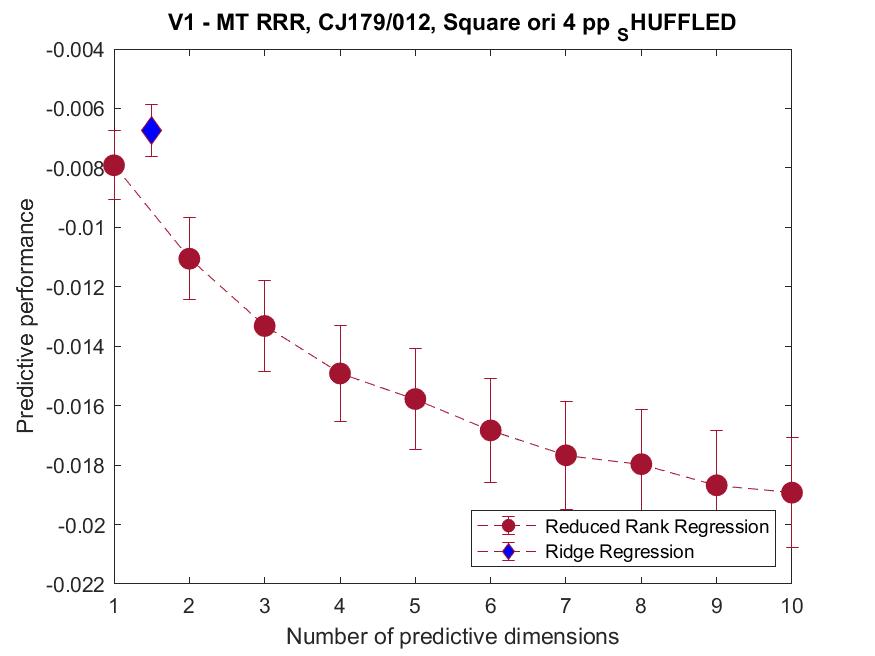 V1 - MT RRR, CJ179/012, Square ori 4 pp SHUFFLED
-0.004
-0.006
-0.008
-0.01
-0.012
-0.014
-0.016
-0.018
-0.02
-0.022
Predictive performance
Reduced Rank Regression
Ridge Regression
1 2 3 4 5 6 7 8 9 10
Number of predictive dimensions